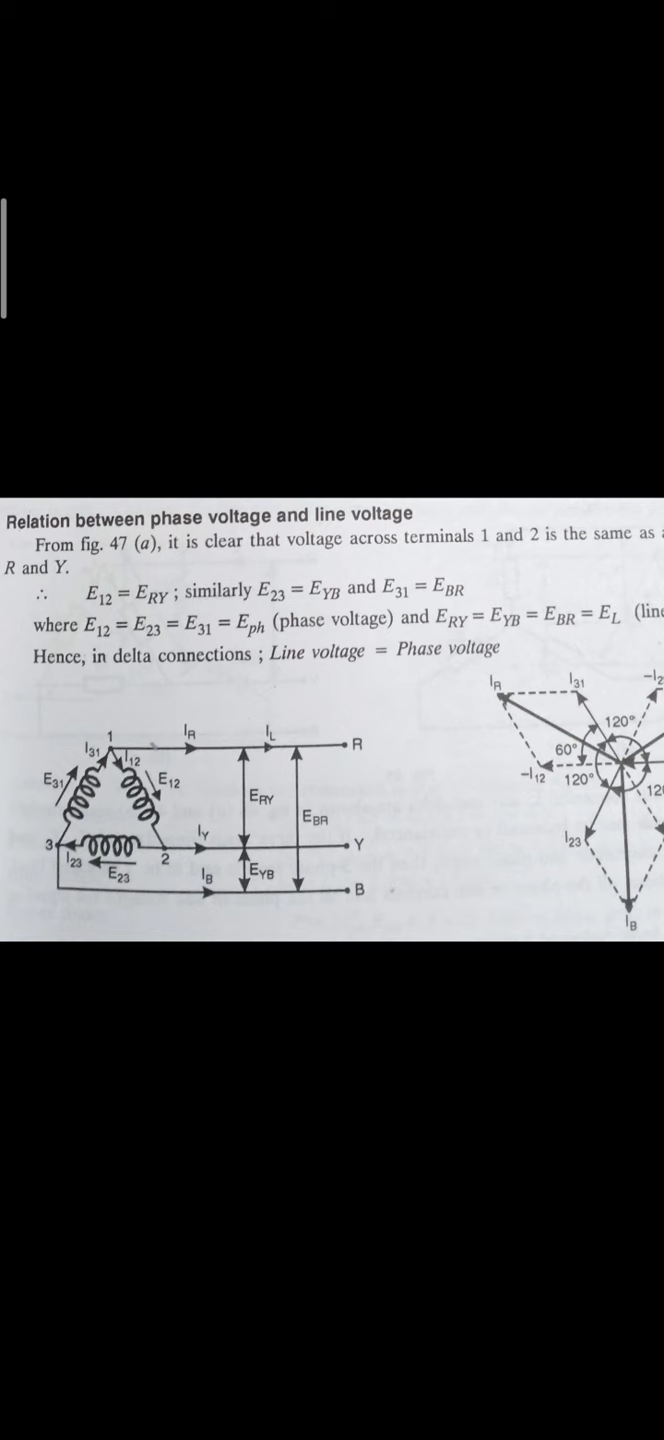 Relation between phase voltage and line voltage
From fig. 47 (a), it is clear that voltage across terminals 1 and 2 is the same as
R and Y.
∴ E12 = ERY ; similarly E23 = EYB and E31 = EBR
where E12 = E23 = E31 = Eph (phase voltage) and ERY = EYB = EBR = EL (line
Hence, in delta connections ; Line voltage = Phase voltage
IR I31 -I2
1 IR IL R
I31 I12
120°
60°
E31 E12
-I12 120° 12
ERY EBR
3 I23 2 IY Y
I23
E23 IB EYB
B
IB